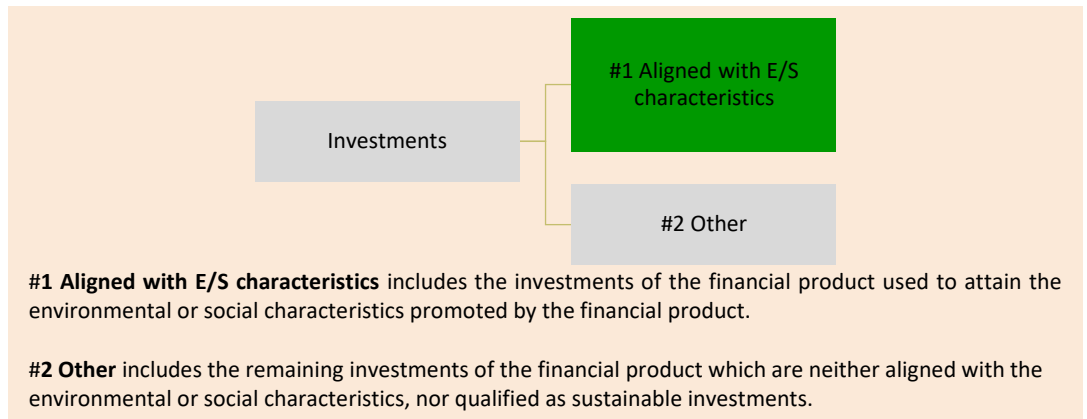 #1 Aligned with E/S
characteristics
Investments
#2 Other
#1 Aligned with E/S characteristics includes the investments of the financial product used to attain the
environmental or social characteristics promoted by the financial product.
#2 Other includes the remaining investments of the financial product which are neither aligned with the
environmental or social characteristics, nor qualified as sustainable investments.